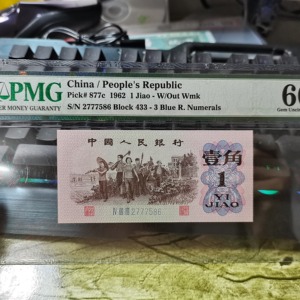 PMG
PAPER MONEY GUARANTY
China / People's Republic
Pick# 877c 1962 1 Jiao - W/Out Wmk
S/N 2777586 Block 433 - 3 Blue R. Numerals
66
中国人民银行
壹角
1
YI
JIAO
2777586